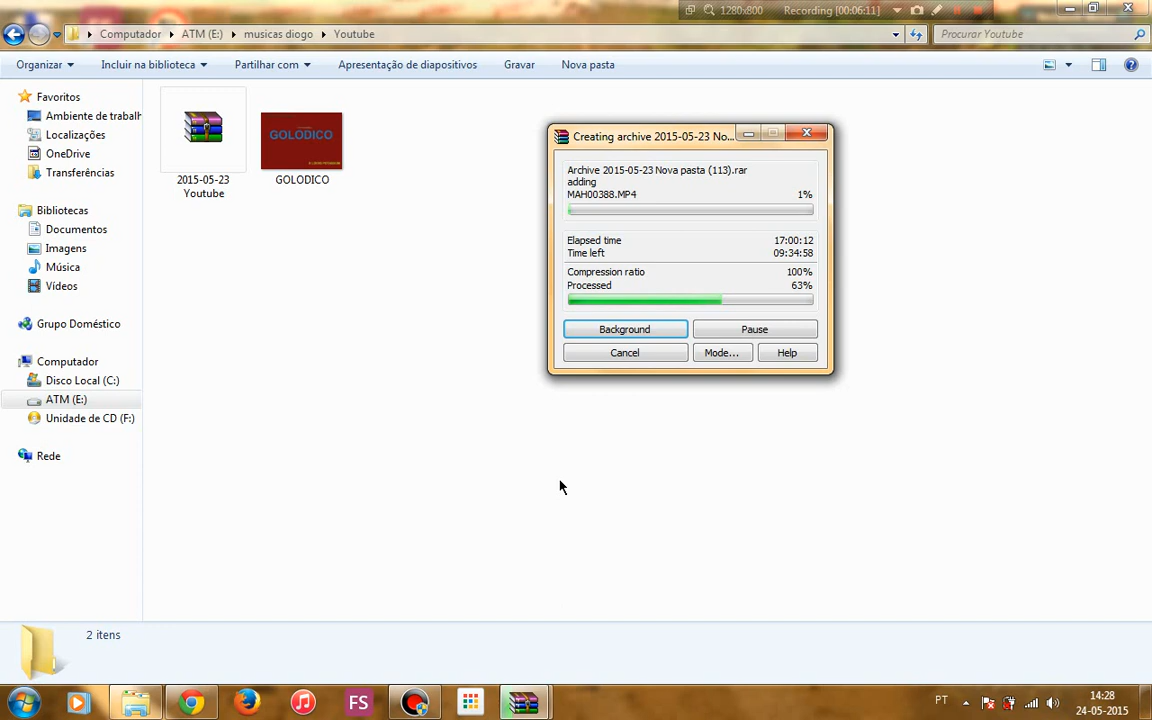 1280x800 Recording [00:06:11]
Computador ATM (E:) musicas diogo Youtube
Procurar Youtube
Organizar Incluir na biblioteca Partilhar com Apresentação de diapositivos Gravar Nova pasta
Favoritos
Ambiente de trabalh
Localizações
OneDrive
Transferências
Bibliotecas
Documentos
Imagens
Música
Vídeos
Grupo Doméstico
Computador
Disco Local (C:)
ATM (E:)
Unidade de CD (F:)
Rede
GOLODICO
2015-05-23
Youtube
GOLODICO
Creating archive 2015-05-23 No...
Archive 2015-05-23 Nova pasta (113).rar
adding
MAH00388.MP4 1%
Elapsed time 17:00:12
Time left 09:34:58
Compression ratio 100%
Processed 63%
Background Pause
Cancel Mode... Help
2 itens
FS
PT
14:28
24-05-2015